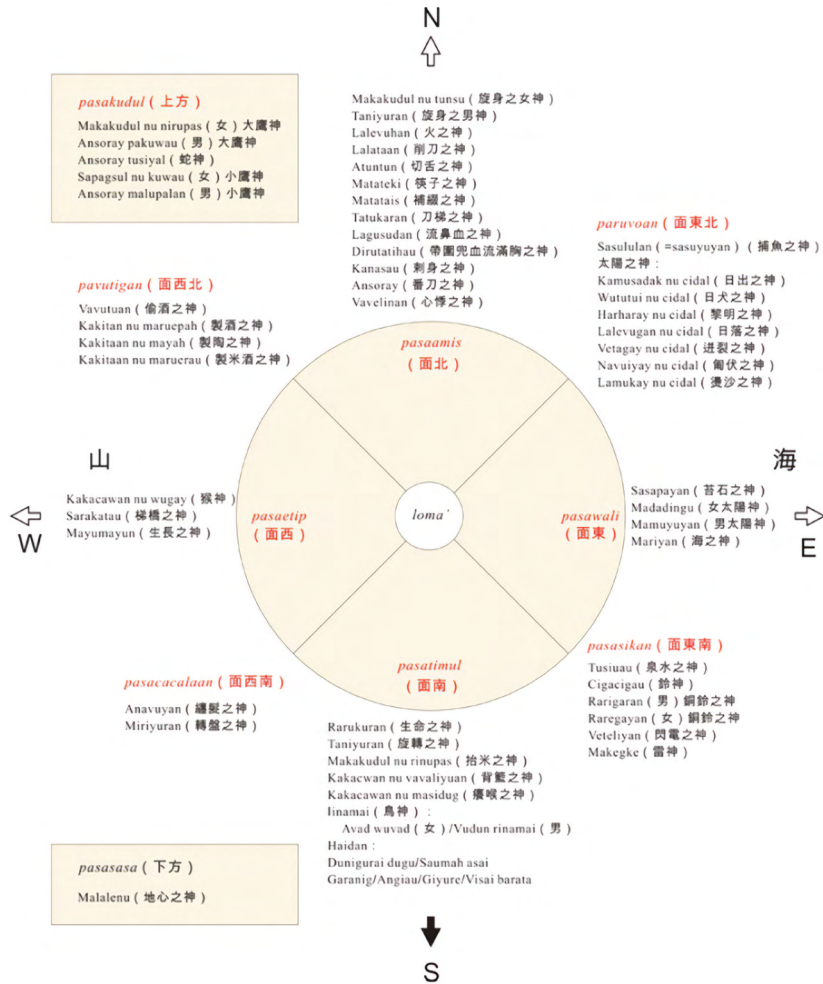 N
pasakudul ( 上方 )
Makakudul nu nirupas ( 女 ) 大鷹神
Ansoray pakuwau ( 男 ) 大鷹神
Ansoray tusiyal ( 蛇神 )
Sapagsul nu kuwau ( 女 ) 小鷹神
Ansoray malupalan ( 男 ) 小鷹神
Makakudul nu tunsu ( 旋身之女神 )
Taniyuran ( 旋身之男神 )
Lalevuhan ( 火之神 )
Lalataan ( 削刀之神 )
Atuntun ( 切舌之神 )
Matateki ( 筷子之神 )
Matatais ( 補綴之神 )
Tatukaran ( 刀梯之神 )
Lagusudan ( 流鼻血之神 )
Dirutatihau ( 帶圍兜血流滿胸之神 )
Kanasau ( 刺身之神 )
Ansoray ( 番刀之神 )
Vavelinan ( 心悸之神 )
paruvoan ( 面東北 )
Sasululan ( =sasuyuyan ) ( 捕魚之神 )
太陽之神 :
Kamusadak nu cidal ( 日出之神 )
Wututui nu cidal ( 日犬之神 )
Harharay nu cidal ( 黎明之神 )
Lalevugan nu cidal ( 日落之神 )
Vetagay nu cidal ( 迸裂之神 )
Navuiyay nu cidal ( 匍伏之神 )
Lamukay nu cidal ( 燙沙之神 )
pavutigan ( 面西北 )
Vavutuan ( 偷酒之神 )
Kakitan nu maruepah ( 製酒之神 )
Kakitaan nu mayah ( 製陶之神 )
Kakitaan nu maruerau ( 製米酒之神 )
pasaamis
( 面北 )
山
Kakacawan nu wugay ( 猴神 )
Sarakatau ( 梯橋之神 )
Mayumayun ( 生長之神 )
W
pasaetip
( 面西 )
loma'
pasawali
( 面東 )
海
Sasapayan ( 苔石之神 )
Madadingu ( 女太陽神 )
Mamuyuyan ( 男太陽神 )
Mariyan ( 海之神 )
E
pasacacalaan ( 面西南 )
Anavuyan ( 纏髮之神 )
Miriyuran ( 轉盤之神 )
pasatimul
( 面南 )
pasasikan ( 面東南 )
Tusiuau ( 泉水之神 )
Cigacigau ( 鈴神 )
Rarigaran ( 男 ) 銅鈴之神
Raregayan ( 女 ) 銅鈴之神
Veteliyan ( 閃電之神 )
Makegke ( 雷神 )
Rarukuran ( 生命之神 )
Taniyuran ( 旋轉之神 )
Makakudul nu rinupas ( 抬米之神 )
Kakacwan nu vavaliyuan ( 背籃之神 )
Kakacawan nu masidug ( 癢喉之神 )
Iinamai ( 鳥神 ) :
Avad wuvad ( 女 ) /Vudun rinamai ( 男 )
Haidan :
Dunigurai dugu/Saumah asai
Garanig/Angiau/Giyure/Visai barata
pasasasa ( 下方 )
Malalenu ( 地心之神 )
S